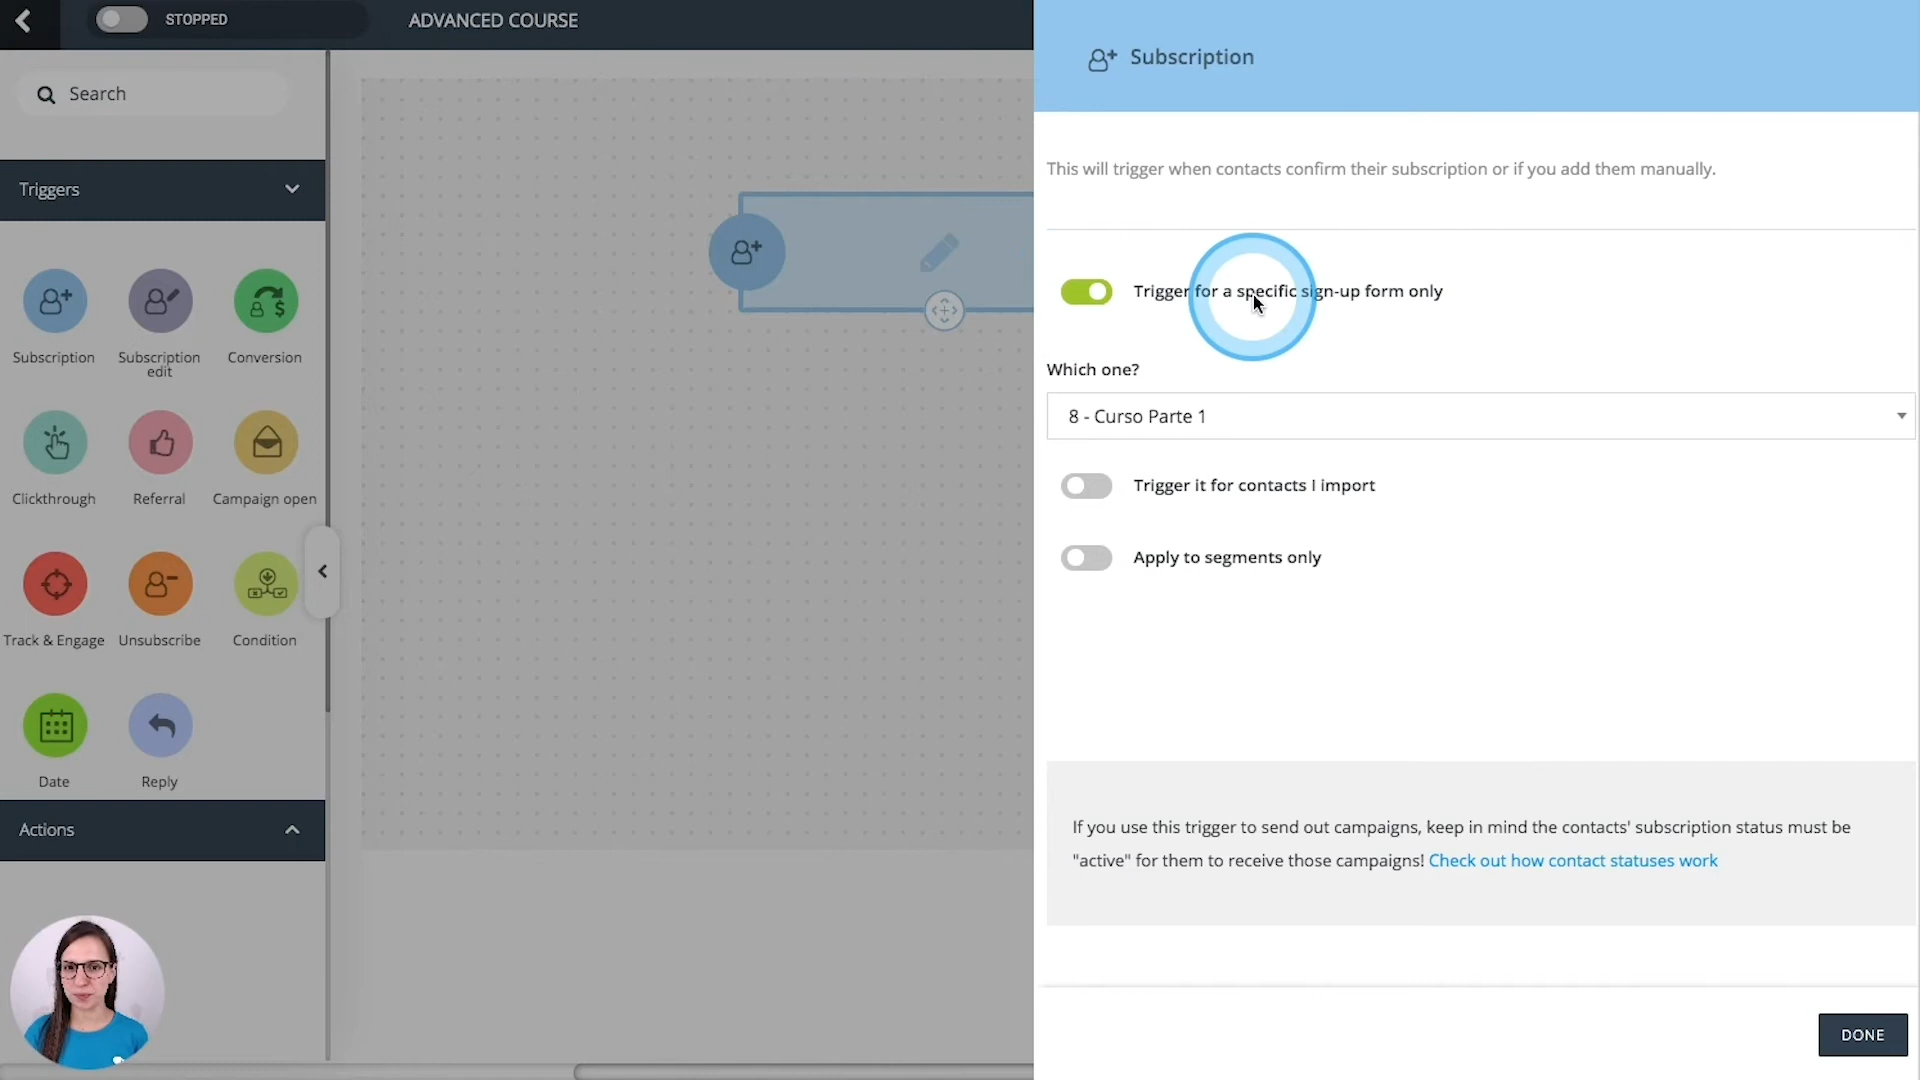 STOPPED
ADVANCED COURSE
Search
Triggers
Subscription
Subscription
edit
Conversion
Clickthrough
Referral
Campaign open
Track & Engage
Unsubscribe
Condition
Date
Reply
Actions
Subscription
This will trigger when contacts confirm their subscription or if you add them manually.
Trigger for a specific sign-up form only
Which one?
8 - Curso Parte 1
Trigger it for contacts I import
Apply to segments only
If you use this trigger to send out campaigns, keep in mind the contacts' subscription status must be
"active" for them to receive those campaigns! Check out how contact statuses work
DONE